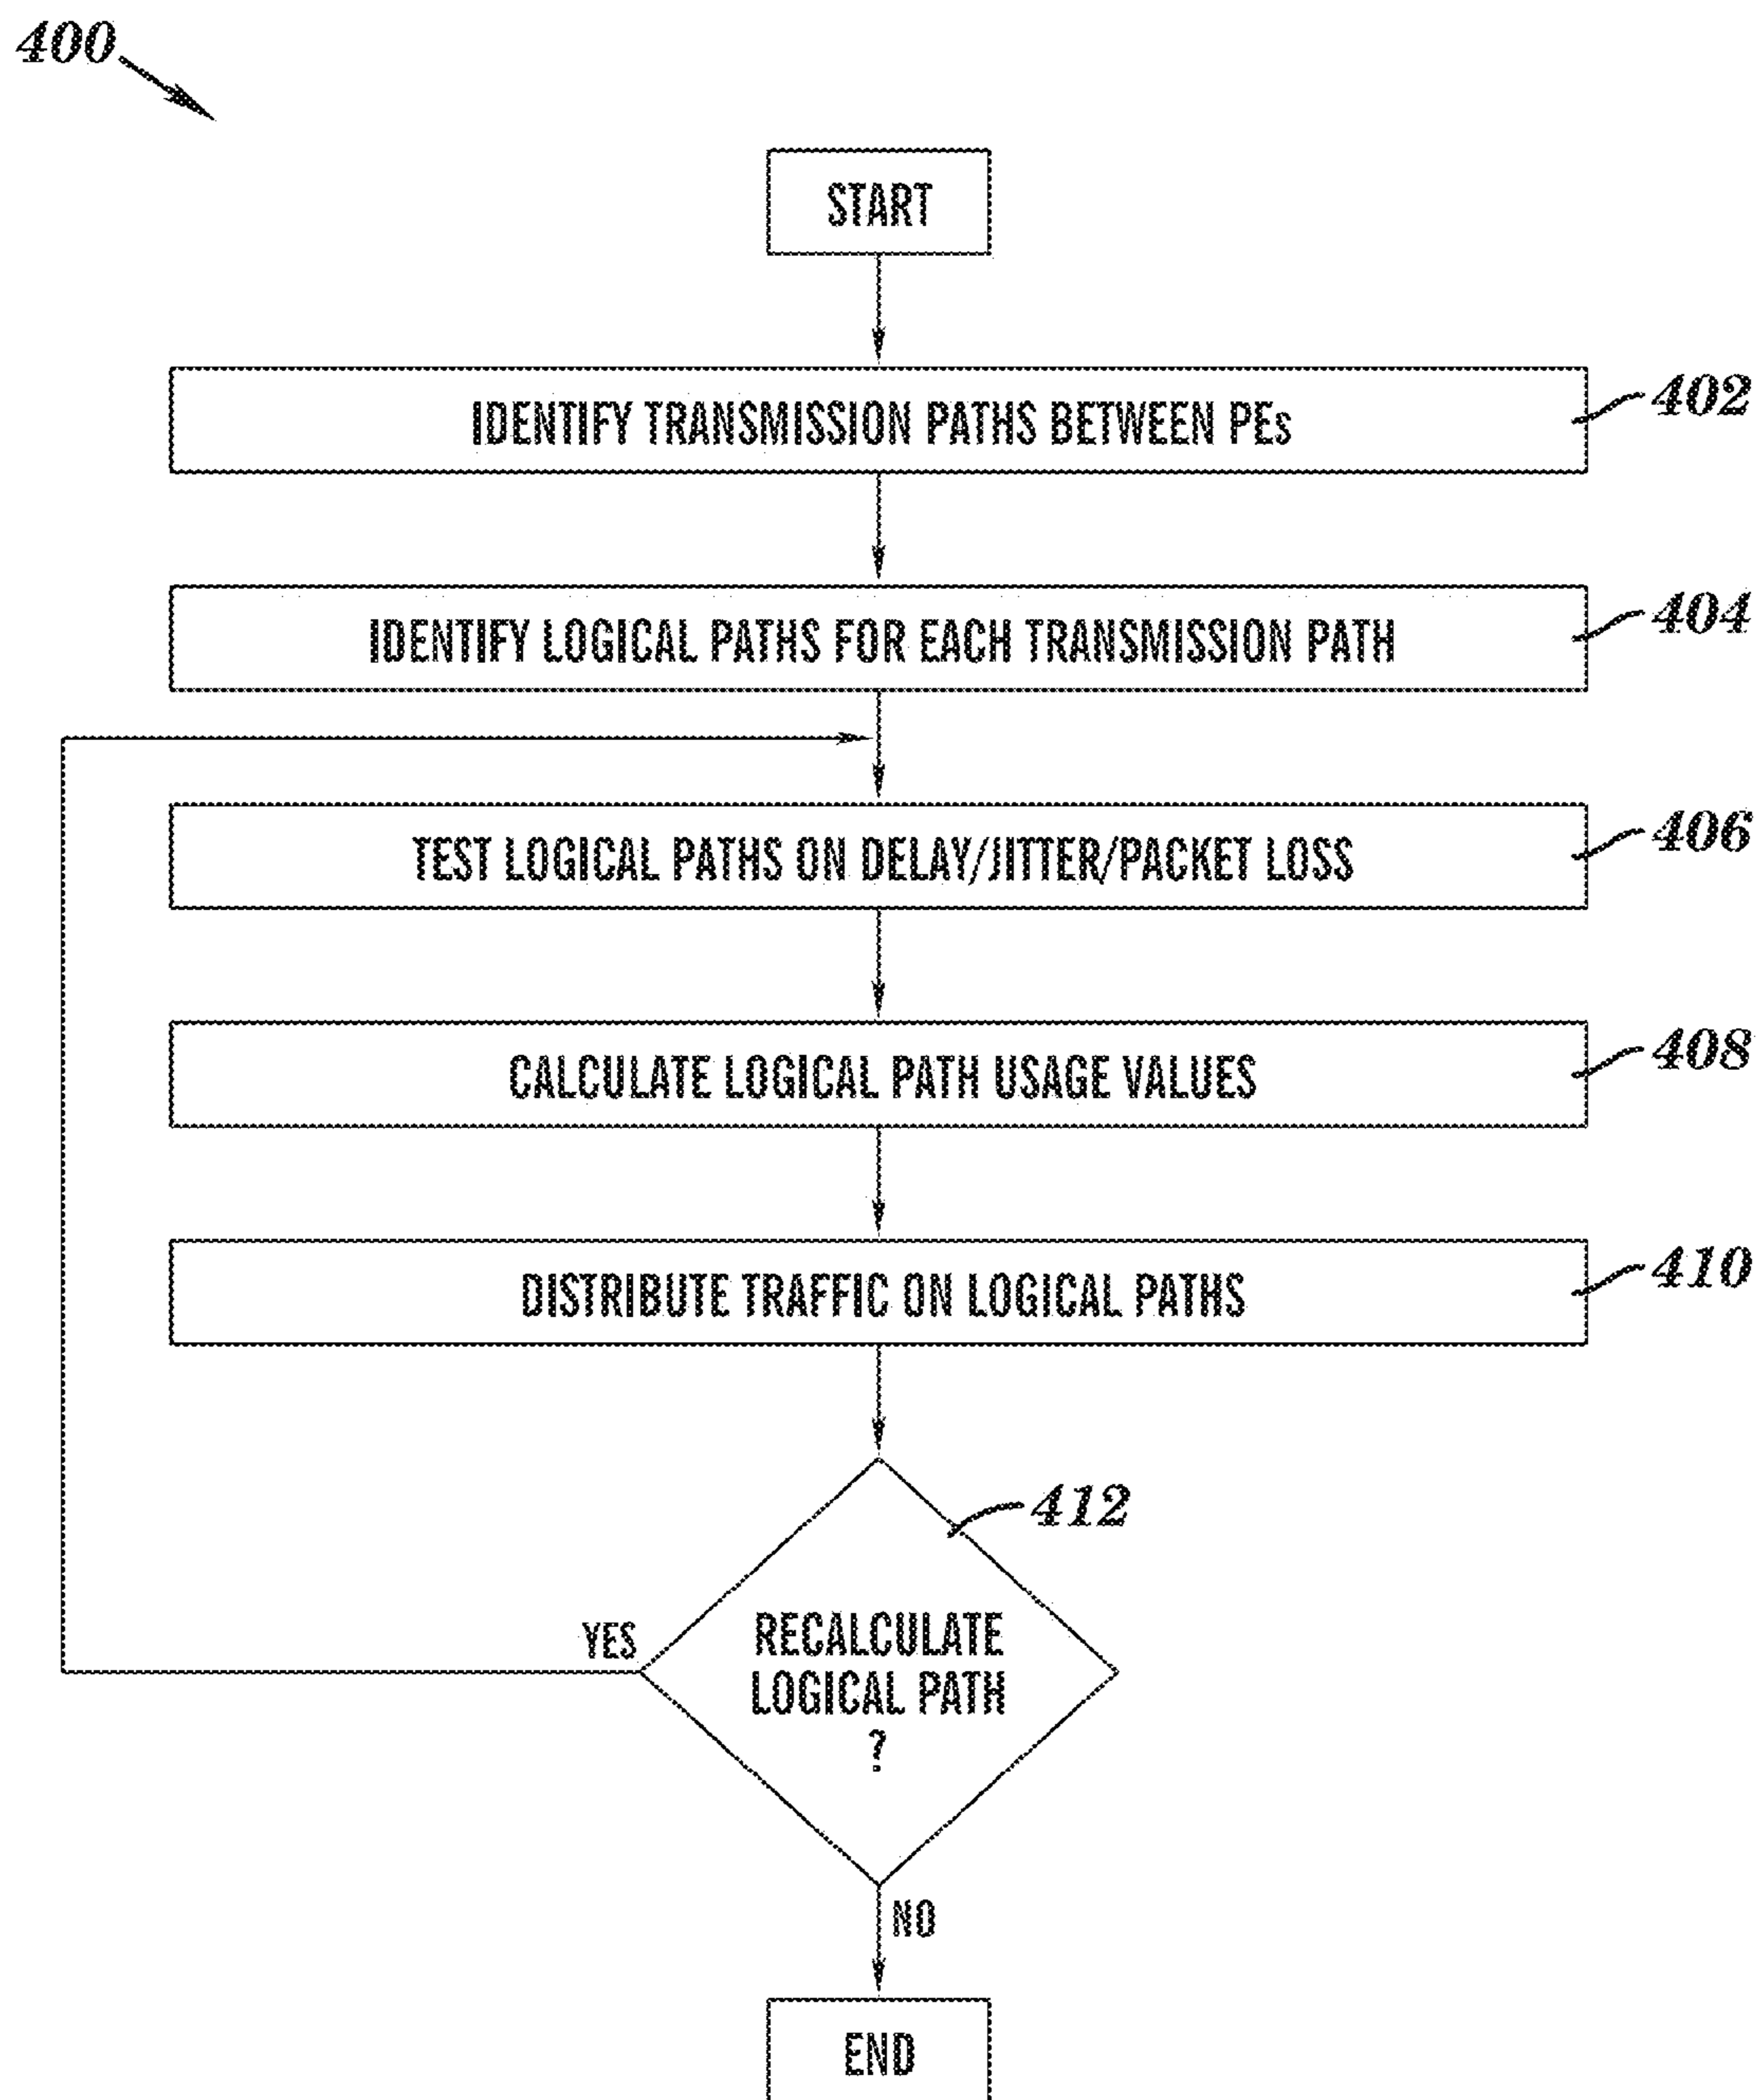 400
START
IDENTIFY TRANSMISSION PATHS BETWEEN PEs
402
IDENTIFY LOGICAL PATHS FOR EACH TRANSMISSION PATH
404
TEST LOGICAL PATHS ON DELAY/JITTER/PACKET LOSS
406
CALCULATE LOGICAL PATH USAGE VALUES
408
DISTRIBUTE TRAFFIC ON LOGICAL PATHS
410
412
YES
RECALCULATE
LOGICAL PATH
?
NO
END